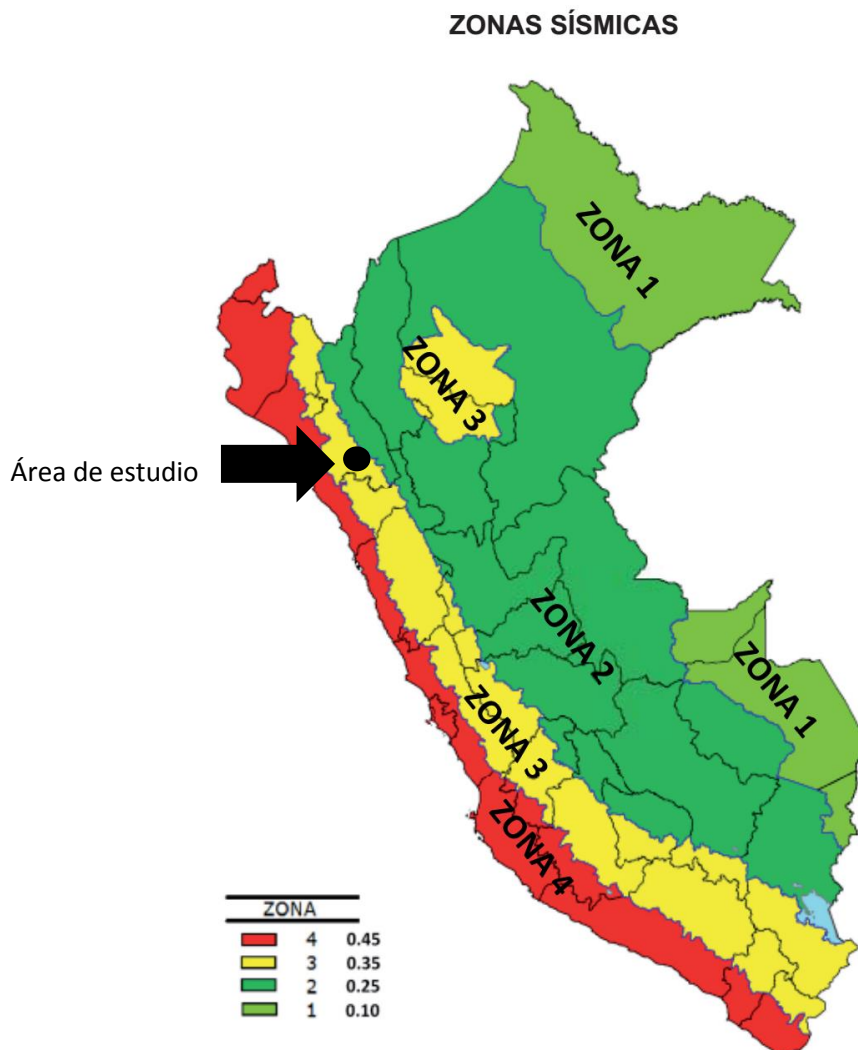 ZONAS SÍSMICAS
ZONA 1
ZONA 3
Área de estudio
ZONA 2
ZONA 1
ZONA 3
ZONA 4
ZONA
4 0.45
3 0.35
2 0.25
1 0.10